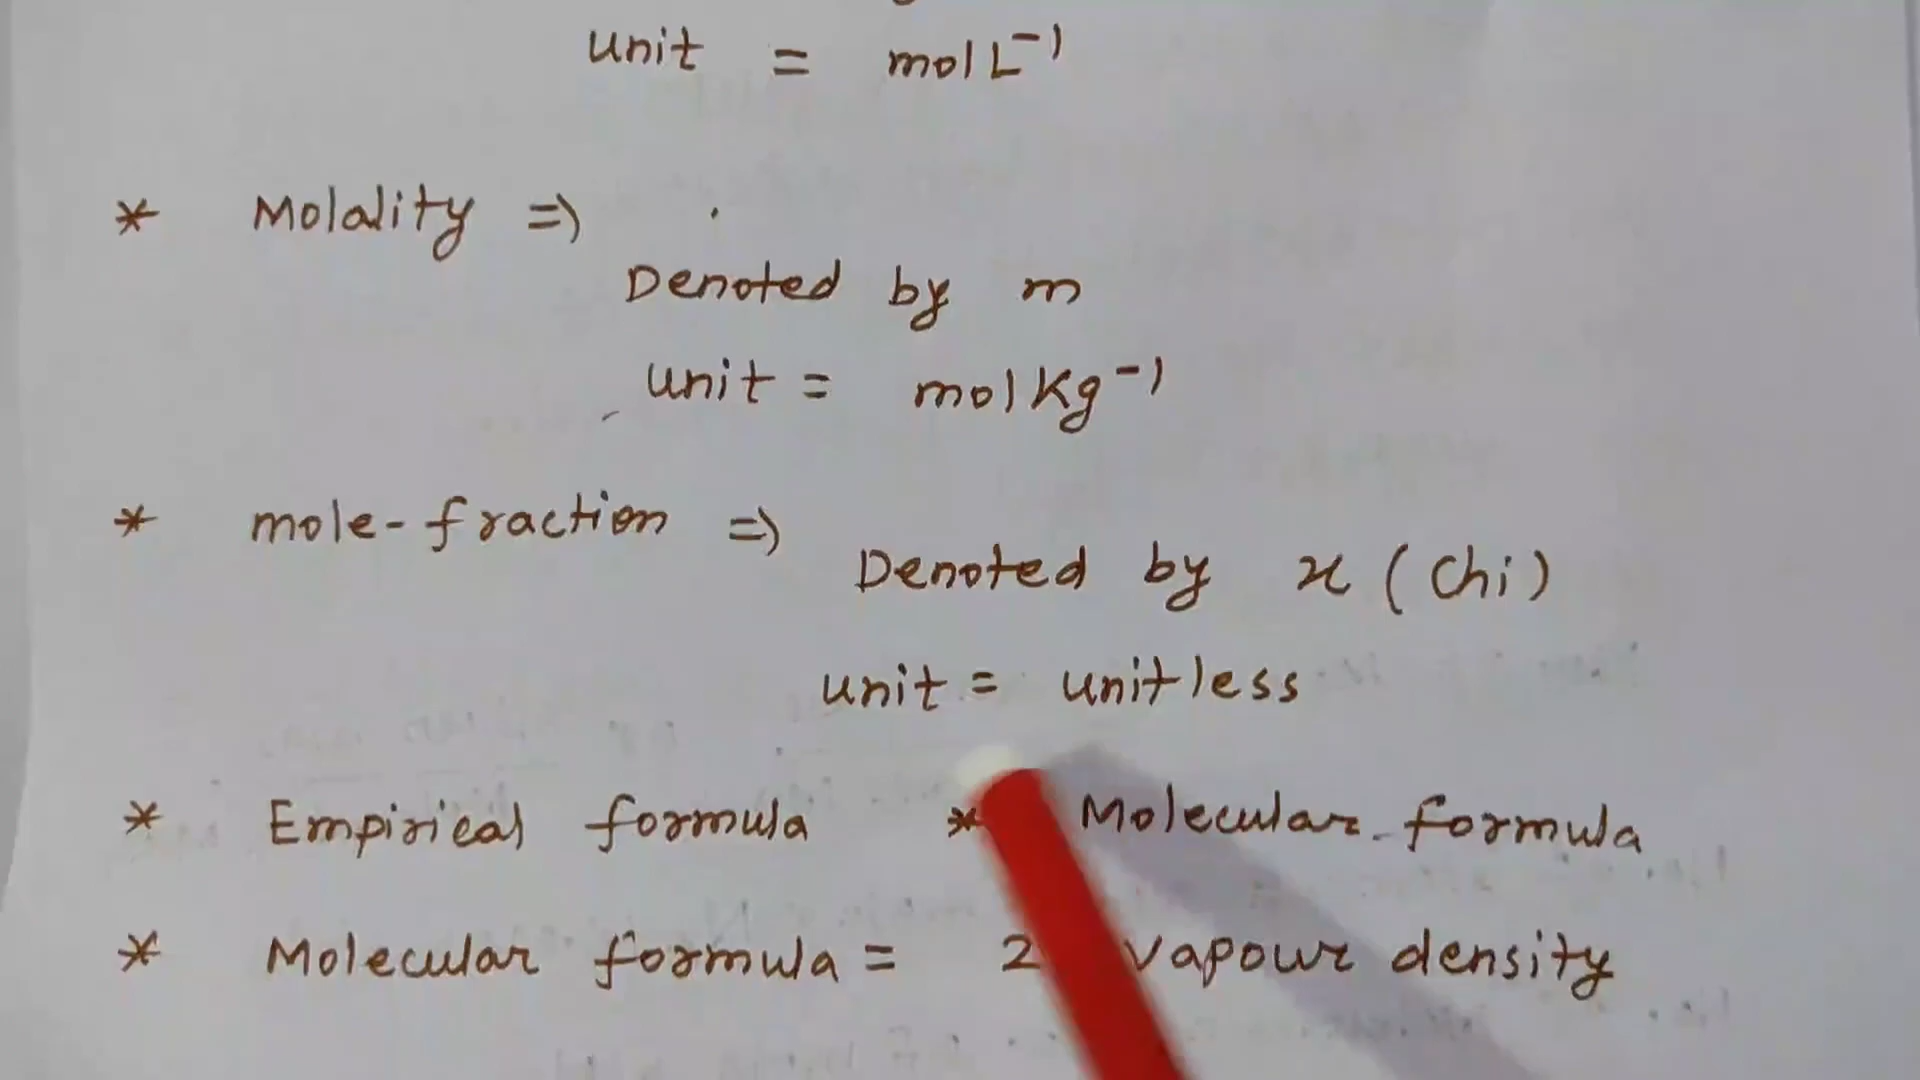 unit = mol L⁻¹
* Molality =>
Denoted by m
unit = mol Kg⁻¹
* mole-fraction =>
Denoted by x (Chi)
unit = unitless
* Empirical formula * Molecular formula
* Molecular formula = 2 vapour density